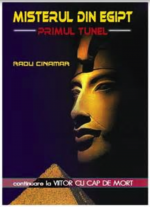 MISTERUL DIN EGIPT
PRIMUL TUNEL
RADU CINAMAR
continuare la VIITOR CU CAP DE MORT